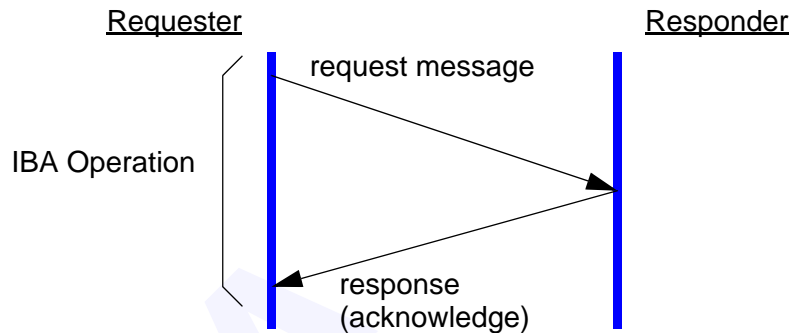 Requester
Responder
request message
IBA Operation
response
(acknowledge)